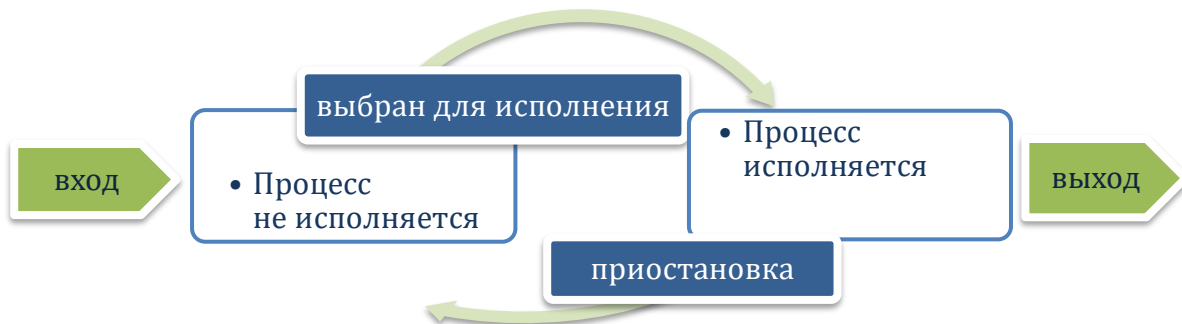 выбран для исполнения
вход
• Процесс
не исполняется
• Процесс
исполняется
выход
приостановка